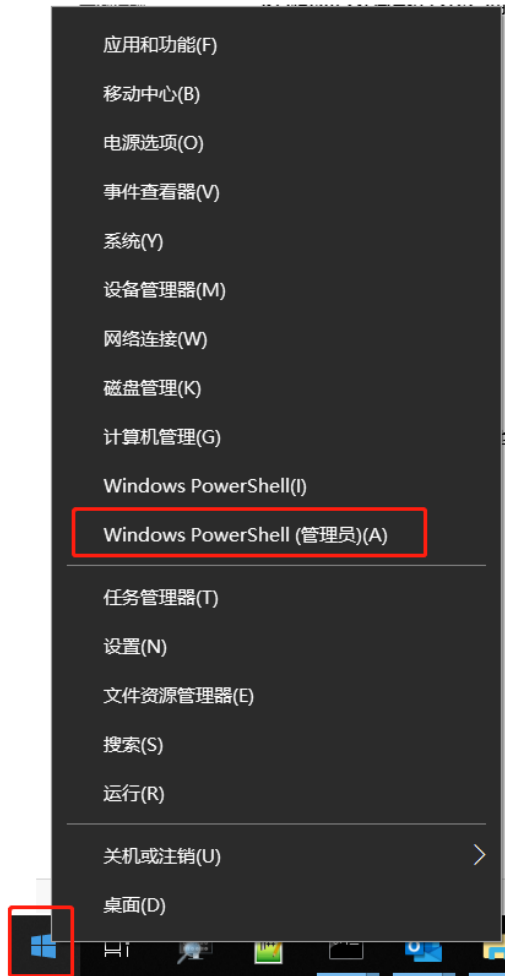 应用和功能(F)
移动中心(B)
电源选项(O)
事件查看器(V)
系统(Y)
设备管理器(M)
网络连接(W)
磁盘管理(K)
计算机管理(G)
Windows PowerShell(I)
Windows PowerShell (管理员)(A)
任务管理器(T)
设置(N)
文件资源管理器(E)
搜索(S)
运行(R)
关机或注销(U)
桌面(D)